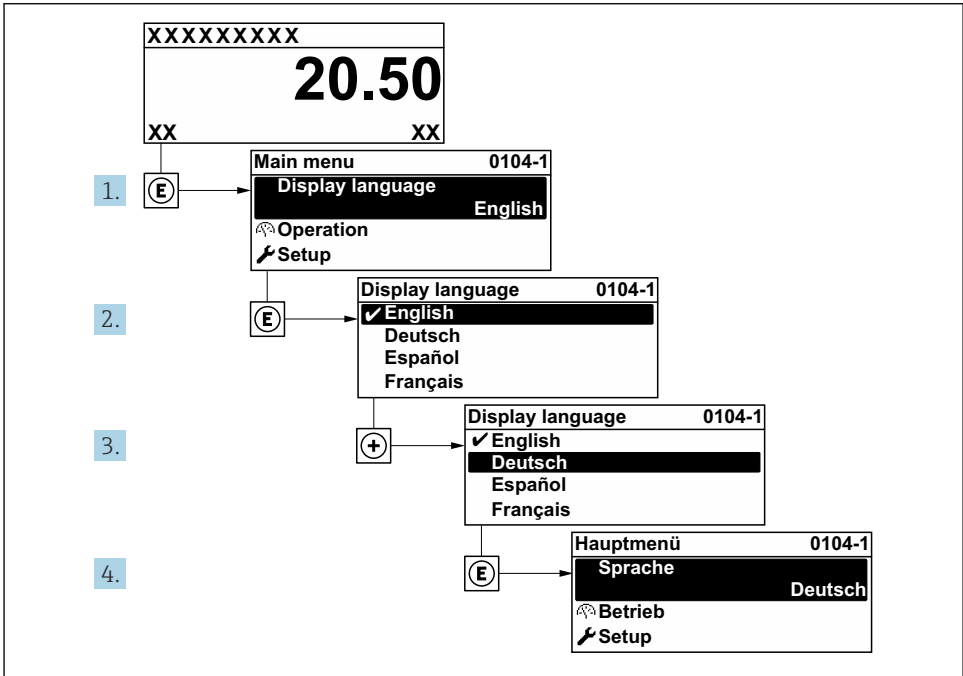 XXXXXXXXX
20.50
XX XX
1. E
Main menu 0104-1
Display language
English
Operation
Setup
2. E
Display language 0104-1
✔English
Deutsch
Español
Français
3. +
Display language 0104-1
✔English
Deutsch
Español
Français
4. E
Hauptmenü 0104-1
Sprache
Deutsch
Betrieb
Setup